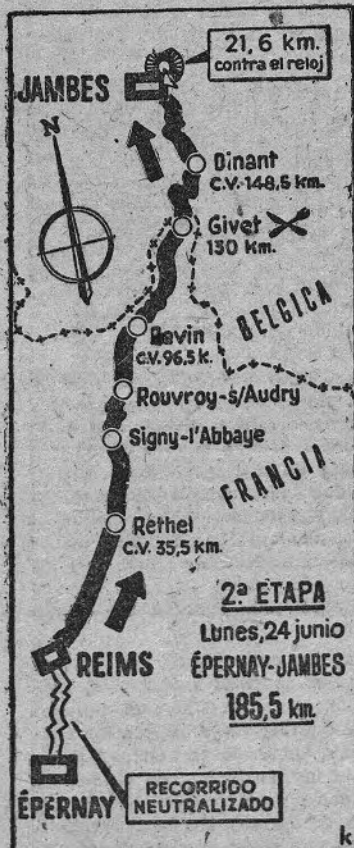 21,6 km.
contra el reloj
JAMBES
N
Dinant
C.V. 148,5 km.
Givet
130 km.
BELGICA
Revin
C.V. 96,5 k.
Rouvroy-s/Audry
Signy-l'Abbaye
FRANCIA
Réthel
C.V. 35,5 km.
2.ª ETAPA
Lunes, 24 junio
ÉPERNAY-JAMBES
185,5 km.
REIMS
ÉPERNAY
RECORRIDO
NEUTRALIZADO
k